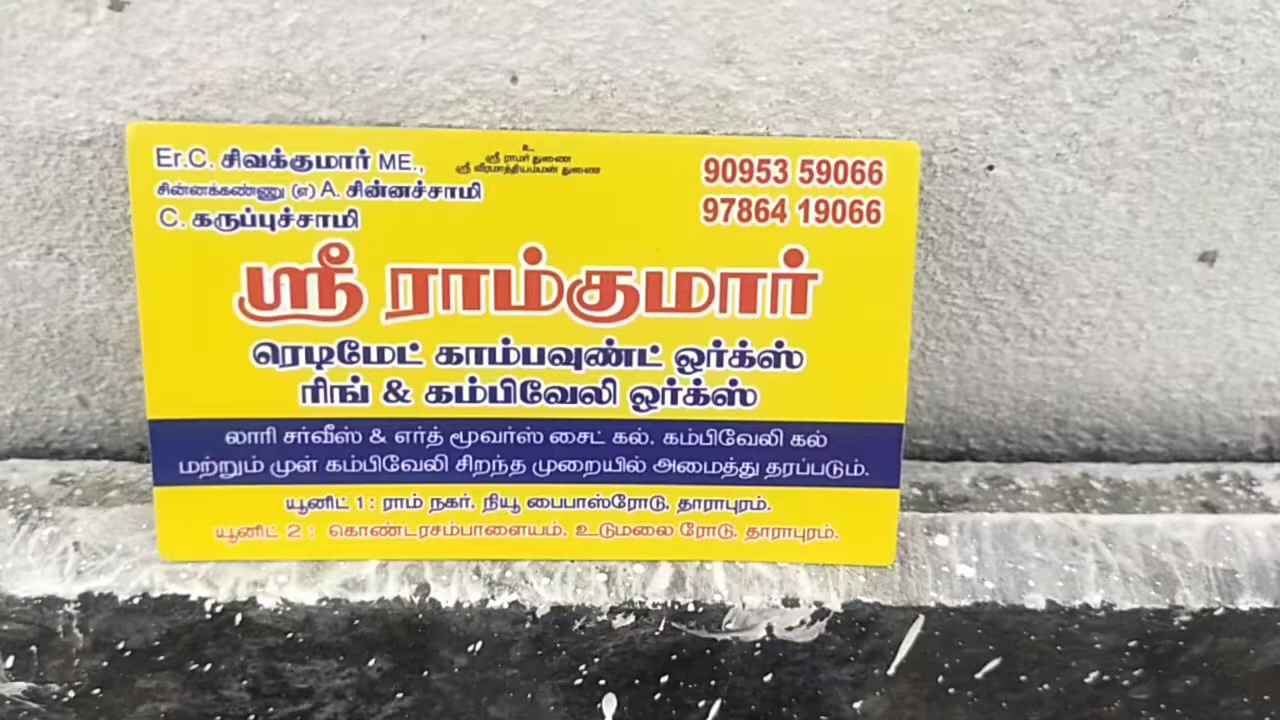 உ
ஸ்ரீ ராமர் துணை
ஸ்ரீ வீரமாத்தியம்மன் துணை
Er.C. சிவக்குமார் ME.,
சின்னக்கண்ணு (எ) A. சின்னச்சாமி
C. கருப்புச்சாமி
90953 59066
97864 19066
ஸ்ரீ ராம்குமார்
ரெடிமேட் காம்பவுண்ட் ஒர்க்ஸ்
ரிங் & கம்பிவேலி ஒர்க்ஸ்
லாரி சர்வீஸ் & எர்த் மூவர்ஸ் சைட் கல், கம்பிவேலி கல்
மற்றும் முள் கம்பிவேலி சிறந்த முறையில் அமைத்து தரப்படும்.
யூனிட் 1 : ராம் நகர், நியூ பைபாஸ்ரோடு, தாராபுரம்.
யூனிட் 2 : கொண்டரசம்பாளையம், உடுமலை ரோடு, தாராபுரம்.